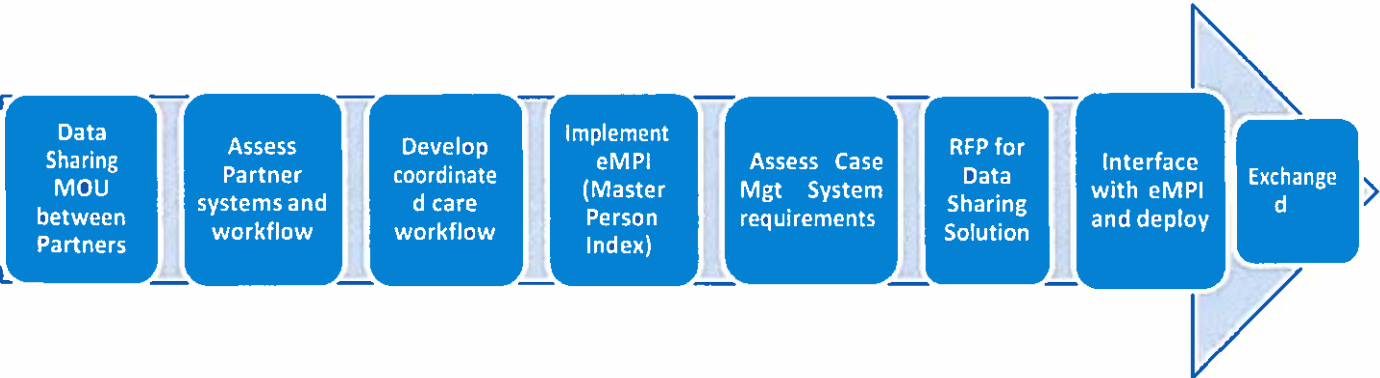 Data
Sharing
MOU
between
Partners
Assess
Partner
systems and
workflow
Develop
coordinate
d care
workflow
Implement
eMPI
(Master
Person
Index)
Assess Case
Mgt System
requirements
RFP for
Data
Sharing
Solution
Interface
with eMPI
and deploy
Exchange
d